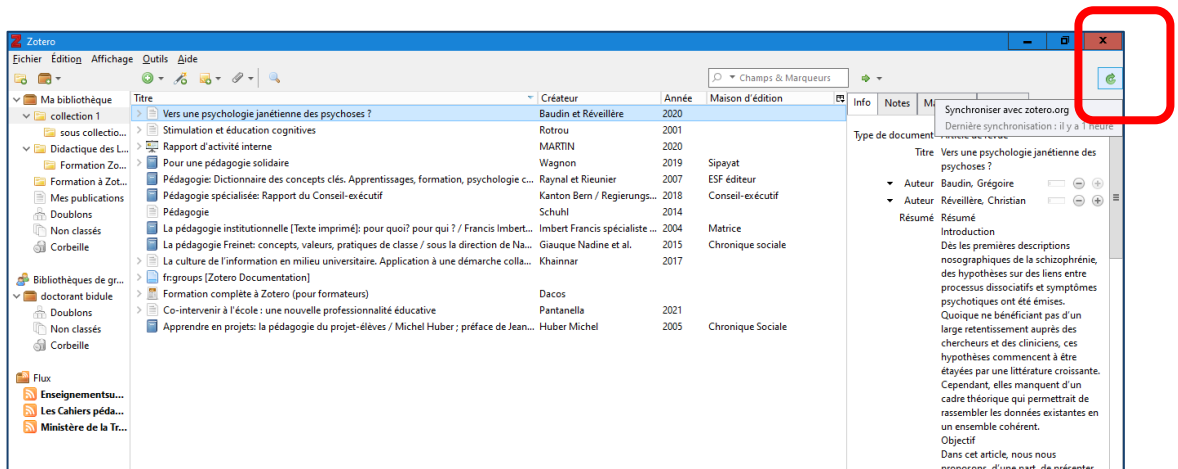 Zotero
Fichier Édition Affichage Outils Aide
Champs & Marqueurs
Ma bibliothèque
collection 1
sous collectio...
Didactique des L...
Formation Zo...
Formation à Zot...
Mes publications
Doublons
Non classés
Corbeille
Bibliothèques de gr...
doctorant bidule
Doublons
Non classés
Corbeille
Flux
Enseignementsu...
Les Cahiers péda...
Ministère de la Tr...
Titre Créateur Année Maison d'édition
Vers une psychologie janétienne des psychoses ? Baudin et Réveillère 2020
Stimulation et éducation cognitives Rotrou 2001
Rapport d'activité interne MARTIN 2020
Pour une pédagogie solidaire Wagnon 2019 Sipayat
Pédagogie: Dictionnaire des concepts clés. Apprentissages, formation, psychologie c... Raynal et Rieunier 2007 ESF éditeur
Pédagogie spécialisée: Rapport du Conseil-exécutif Kanton Bern / Regierungs... 2018 Conseil-exécutif
Pédagogie Schuhl 2014
La pédagogie institutionnelle [Texte imprimé]: pour quoi? pour qui ? / Francis Imbert... Imbert Francis spécialiste ... 2004 Matrice
La pédagogie Freinet: concepts, valeurs, pratiques de classe / sous la direction de Na... Giauque Nadine et al. 2015 Chronique sociale
La culture de l'information en milieu universitaire. Application à une démarche colla... Khainnar 2017
fr:groups [Zotero Documentation]
Formation complète à Zotero (pour formateurs) Dacos
Co-intervenir à l'école : une nouvelle professionnalité éducative Pantanella 2021
Apprendre en projets: la pédagogie du projet-élèves / Michel Huber ; préface de Jean... Huber Michel 2005 Chronique Sociale
Info Notes
Synchroniser avec zotero.org
Dernière synchronisation : il y a 1 heure
Type de document
Titre Vers une psychologie janétienne des
psychoses ?
Auteur Baudin, Grégoire
Auteur Réveillère, Christian
Résumé Résumé
Introduction
Dès les premières descriptions
nosographiques de la schizophrénie,
des hypothèses sur des liens entre
processus dissociatifs et symptômes
psychotiques ont été émises.
Quoique ne bénéficiant pas d'un
large retentissement auprès des
chercheurs et des cliniciens, ces
hypothèses commencent à être
étayées par une littérature croissante.
Cependant, elles manquent d'un
cadre théorique qui permettrait de
rassembler les données existantes en
un ensemble cohérent.
Objectif
Dans cet article, nous nous
proposons, d'une part, de présenter